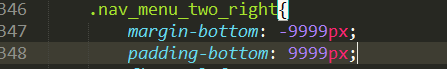 346 .nav_menu_two_right{
347 margin-bottom: -9999px;
348 padding-bottom: 9999px;